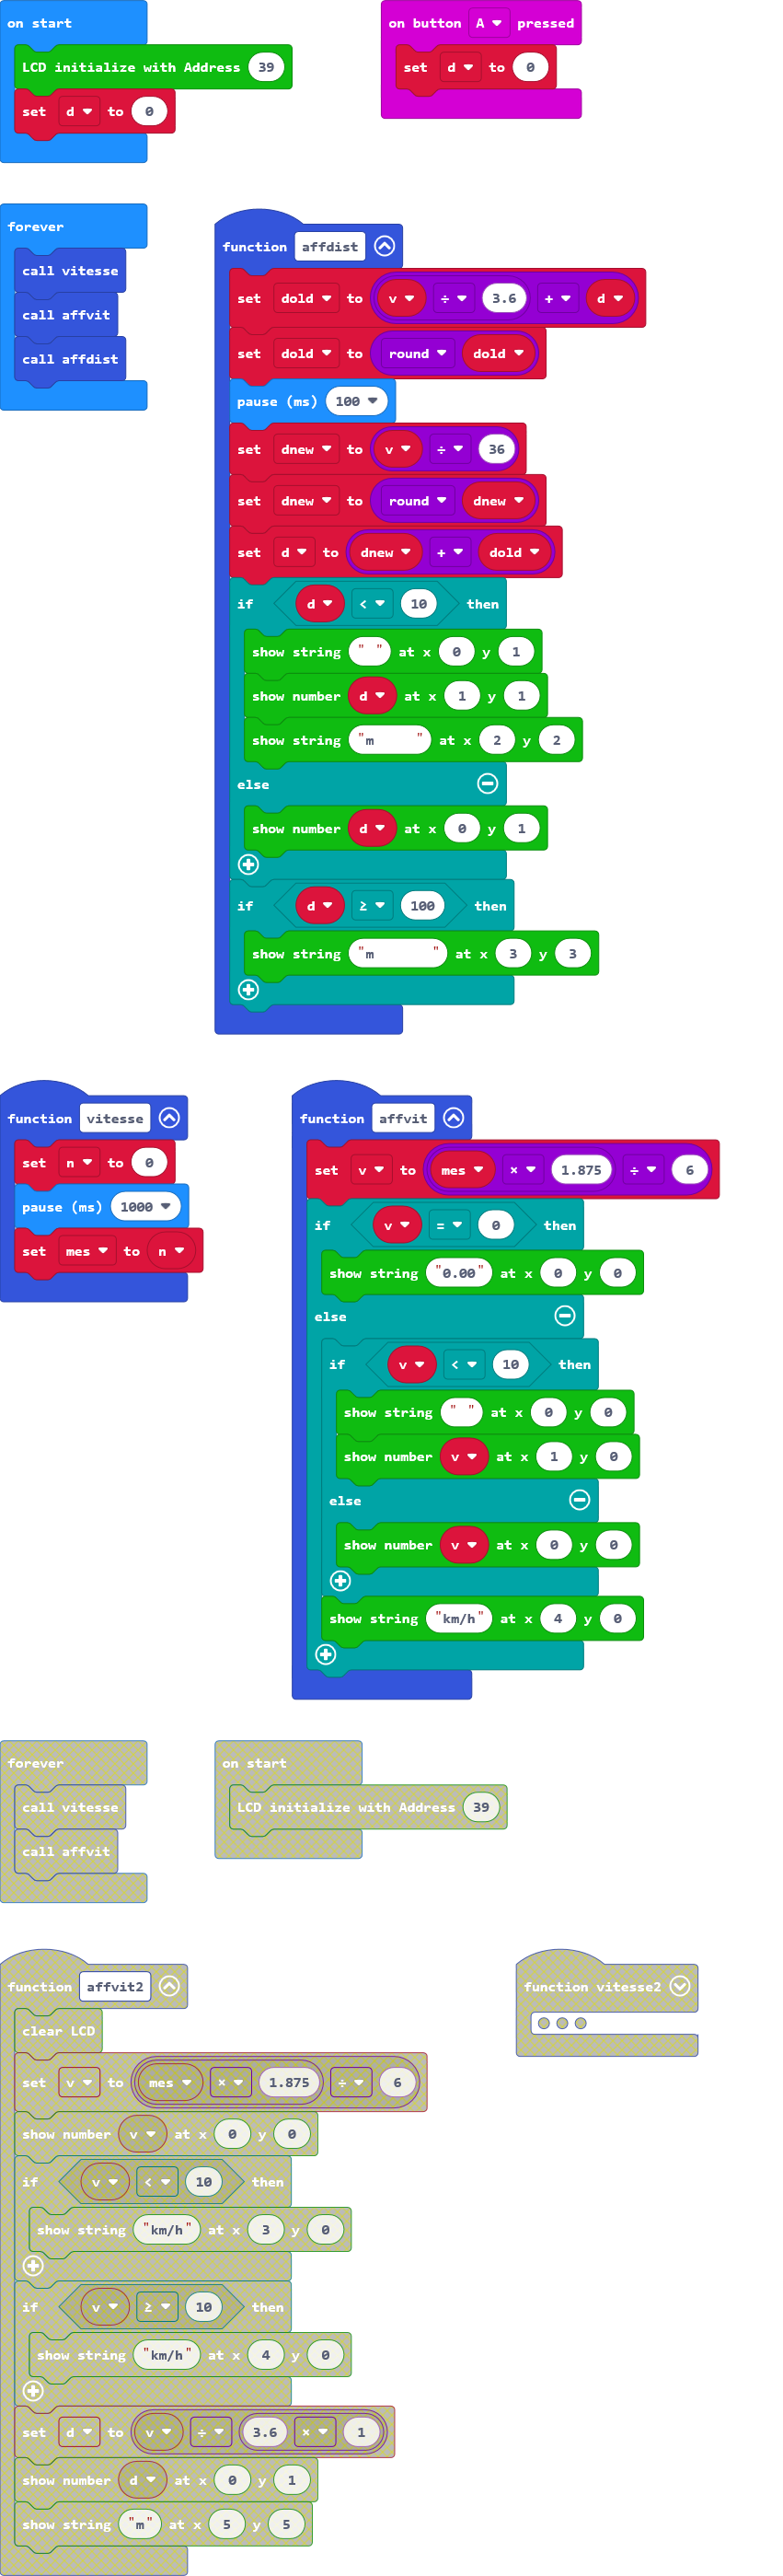 on start
LCD initialize with Address 39
set d to 0
on button A pressed
set d to 0
forever
call vitesse
call affvit
call affdist
function affdist
set dold to v ÷ 3.6 + d
set dold to round dold
pause (ms) 100
set dnew to v ÷ 36
set dnew to round dnew
set d to dnew + dold
if d < 10 then
show string " " at x 0 y 1
show number d at x 1 y 1
show string "m     " at x 2 y 2
else
show number d at x 0 y 1
if d ≥ 100 then
show string "m       " at x 3 y 3
function vitesse
set n to 0
pause (ms) 1000
set mes to n
function affvit
set v to mes × 1.875 ÷ 6
if v = 0 then
show string "0.00" at x 0 y 0
else
if v < 10 then
show string " " at x 0 y 0
show number v at x 1 y 0
else
show number v at x 0 y 0
show string "km/h" at x 4 y 0
forever
call vitesse
call affvit
on start
LCD initialize with Address 39
function affvit2
clear LCD
set v to mes × 1.875 ÷ 6
show number v at x 0 y 0
if v < 10 then
show string "km/h" at x 3 y 0
if v ≥ 10 then
show string "km/h" at x 4 y 0
set d to v ÷ 3.6 × 1
show number d at x 0 y 1
show string "m" at x 5 y 5
function vitesse2